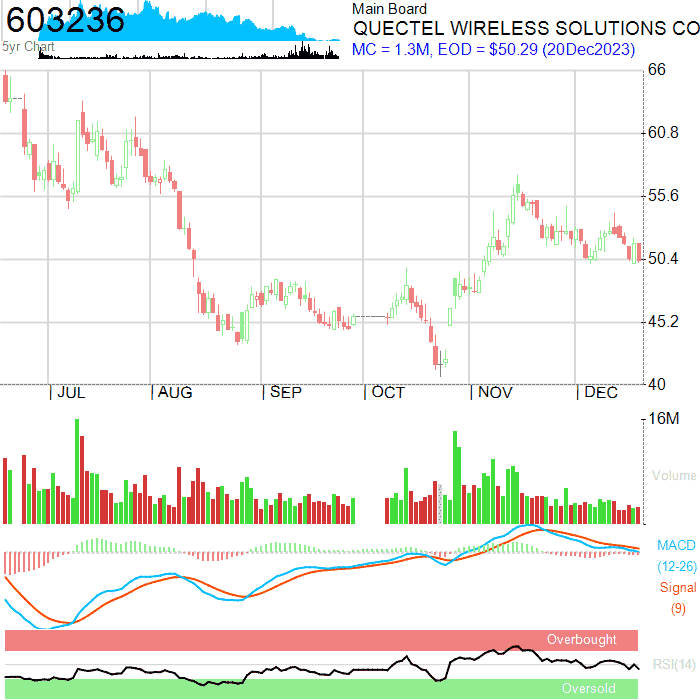 603236
5yr Chart
Main Board
QUECTEL WIRELESS SOLUTIONS CO
MC = 1.3M, EOD = $50.29 (20Dec2023)
66
60.8
55.6
50.4
45.2
40
JUL
AUG
SEP
OCT
NOV
DEC
16M
Volume
MACD
(12-26)
Signal
(9)
Overbought
RSI(14)
Oversold